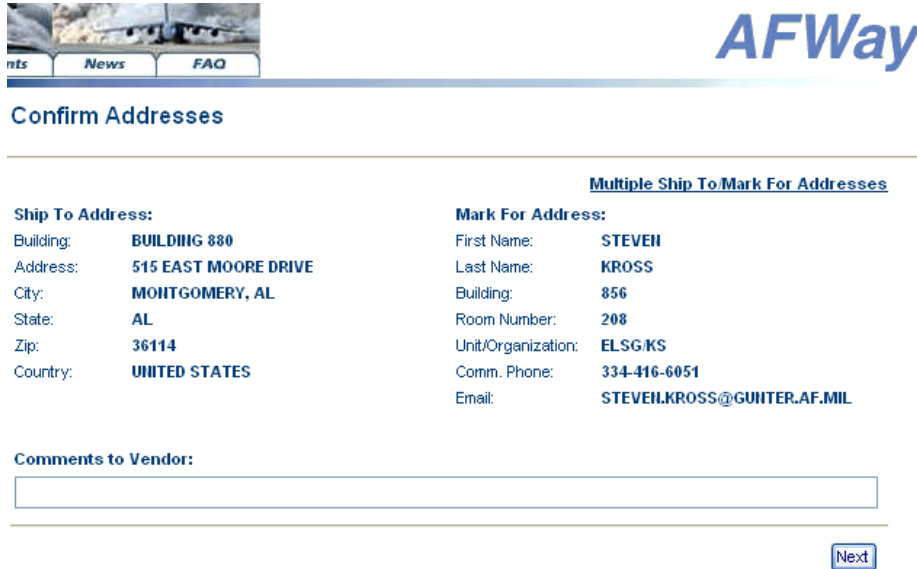 nts News FAQ
AFWay
Confirm Addresses
Multiple Ship To/Mark For Addresses
Ship To Address:
Building: BUILDING 880
Address: 515 EAST MOORE DRIVE
City: MONTGOMERY, AL
State: AL
Zip: 36114
Country: UNITED STATES
Mark For Address:
First Name: STEVEN
Last Name: KROSS
Building: 856
Room Number: 208
Unit/Organization: ELSG/KS
Comm. Phone: 334-416-6051
Email: STEVEN.KROSS@GUNTER.AF.MIL
Comments to Vendor:
Next